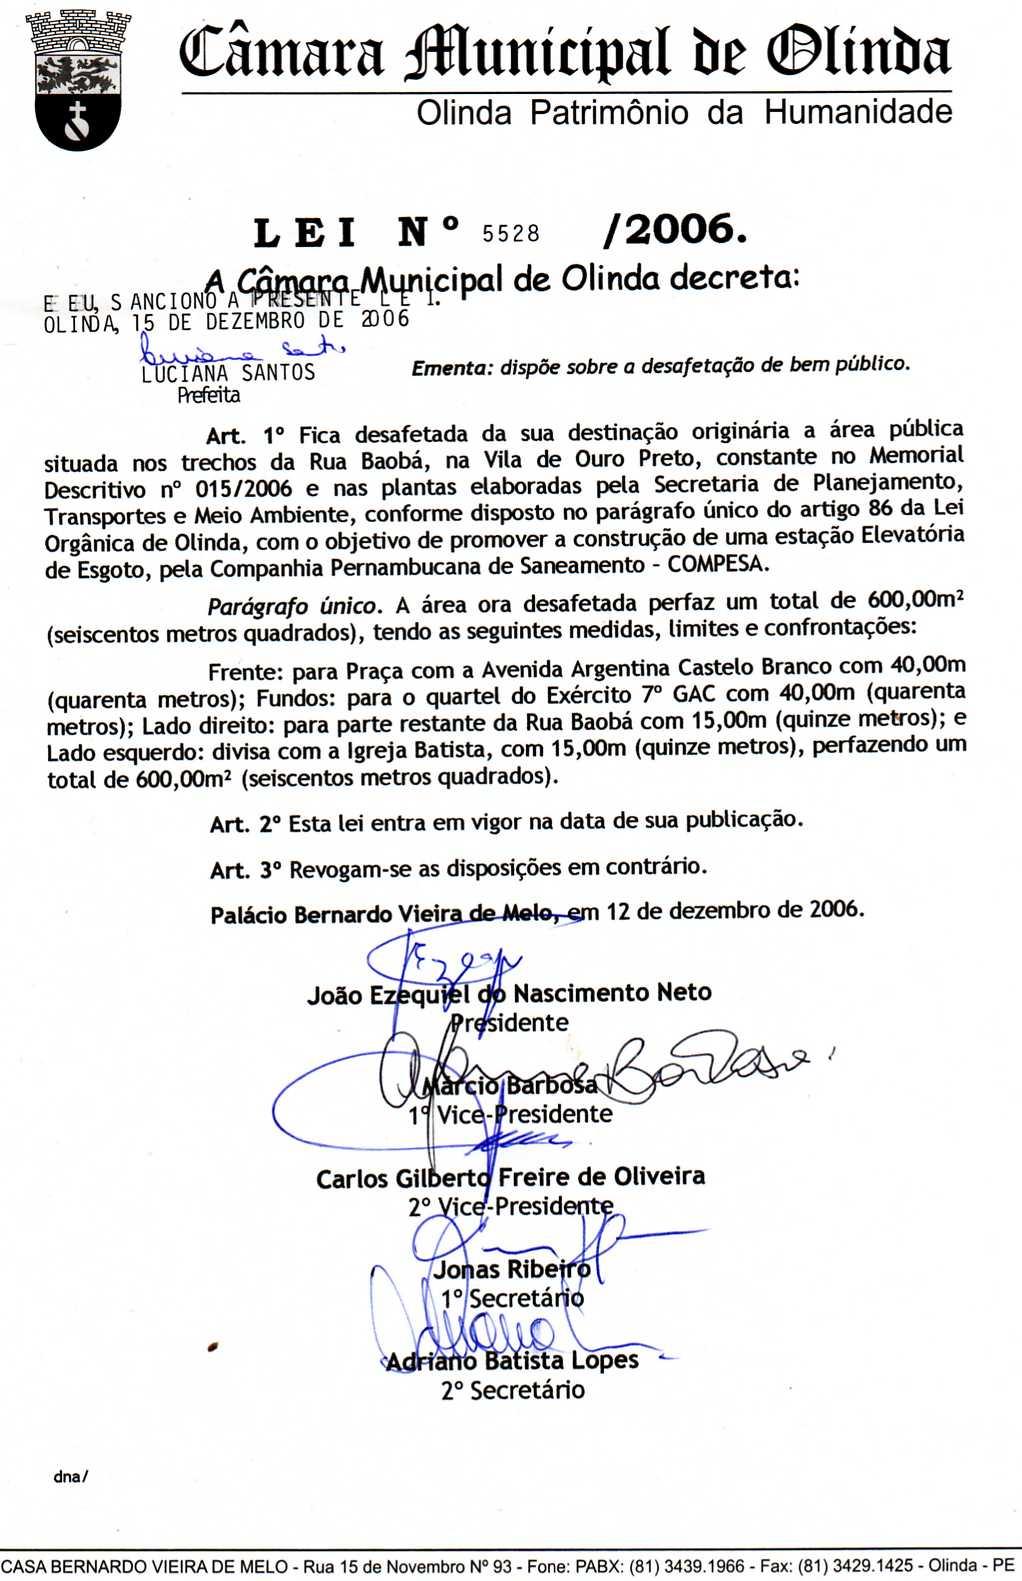 Câmara Municipal de Olinda
Olinda Patrimônio da Humanidade
LEI Nº 5528 /2006.
A Câmara Municipal de Olinda decreta:
E EU, SANCIONO A PRESENTE LEI.
OLINDA, 15 DE DEZEMBRO DE 2006
Luciana Santos
LUCIANA SANTOS
Prefeita
Ementa: dispõe sobre a desafetação de bem público.
Art. 1º Fica desafetada da sua destinação originária a área pública
situada nos trechos da Rua Baobá, na Vila de Ouro Preto, constante no Memorial
Descritivo nº 015/2006 e nas plantas elaboradas pela Secretaria de Planejamento,
Transportes e Meio Ambiente, conforme disposto no parágrafo único do artigo 86 da Lei
Orgânica de Olinda, com o objetivo de promover a construção de uma estação Elevatória
de Esgoto, pela Companhia Pernambucana de Saneamento - COMPESA.
Parágrafo único. A área ora desafetada perfaz um total de 600,00m²
(seiscentos metros quadrados), tendo as seguintes medidas, limites e confrontações:
Frente: para Praça com a Avenida Argentina Castelo Branco com 40,00m
(quarenta metros); Fundos: para o quartel do Exército 7º GAC com 40,00m (quarenta
metros); Lado direito: para parte restante da Rua Baobá com 15,00m (quinze metros); e
Lado esquerdo: divisa com a Igreja Batista, com 15,00m (quinze metros), perfazendo um
total de 600,00m² (seiscentos metros quadrados).
Art. 2º Esta lei entra em vigor na data de sua publicação.
Art. 3º Revogam-se as disposições em contrário.
Palácio Bernardo Vieira de Melo, em 12 de dezembro de 2006.
João Ezequiel do Nascimento Neto
Presidente
Márcio Barbosa
1º Vice-Presidente
Carlos Gilberto Freire de Oliveira
2º Vice-Presidente
Jonas Ribeiro
1º Secretário
Adriano Batista Lopes
2º Secretário
dna/
CASA BERNARDO VIEIRA DE MELO - Rua 15 de Novembro Nº 93 - Fone: PABX: (81) 3439.1966 - Fax: (81) 3429.1425 - Olinda - PE